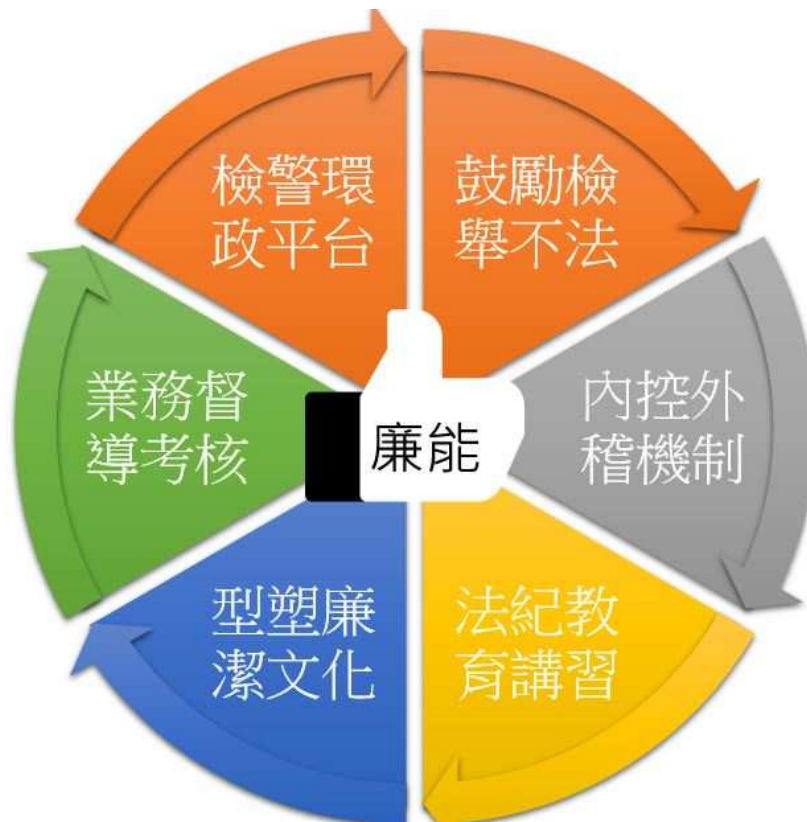 檢警環
政平台
鼓勵檢
舉不法
業務督
導考核
廉能
內控外
稽機制
型塑廉
潔文化
法紀教
育講習